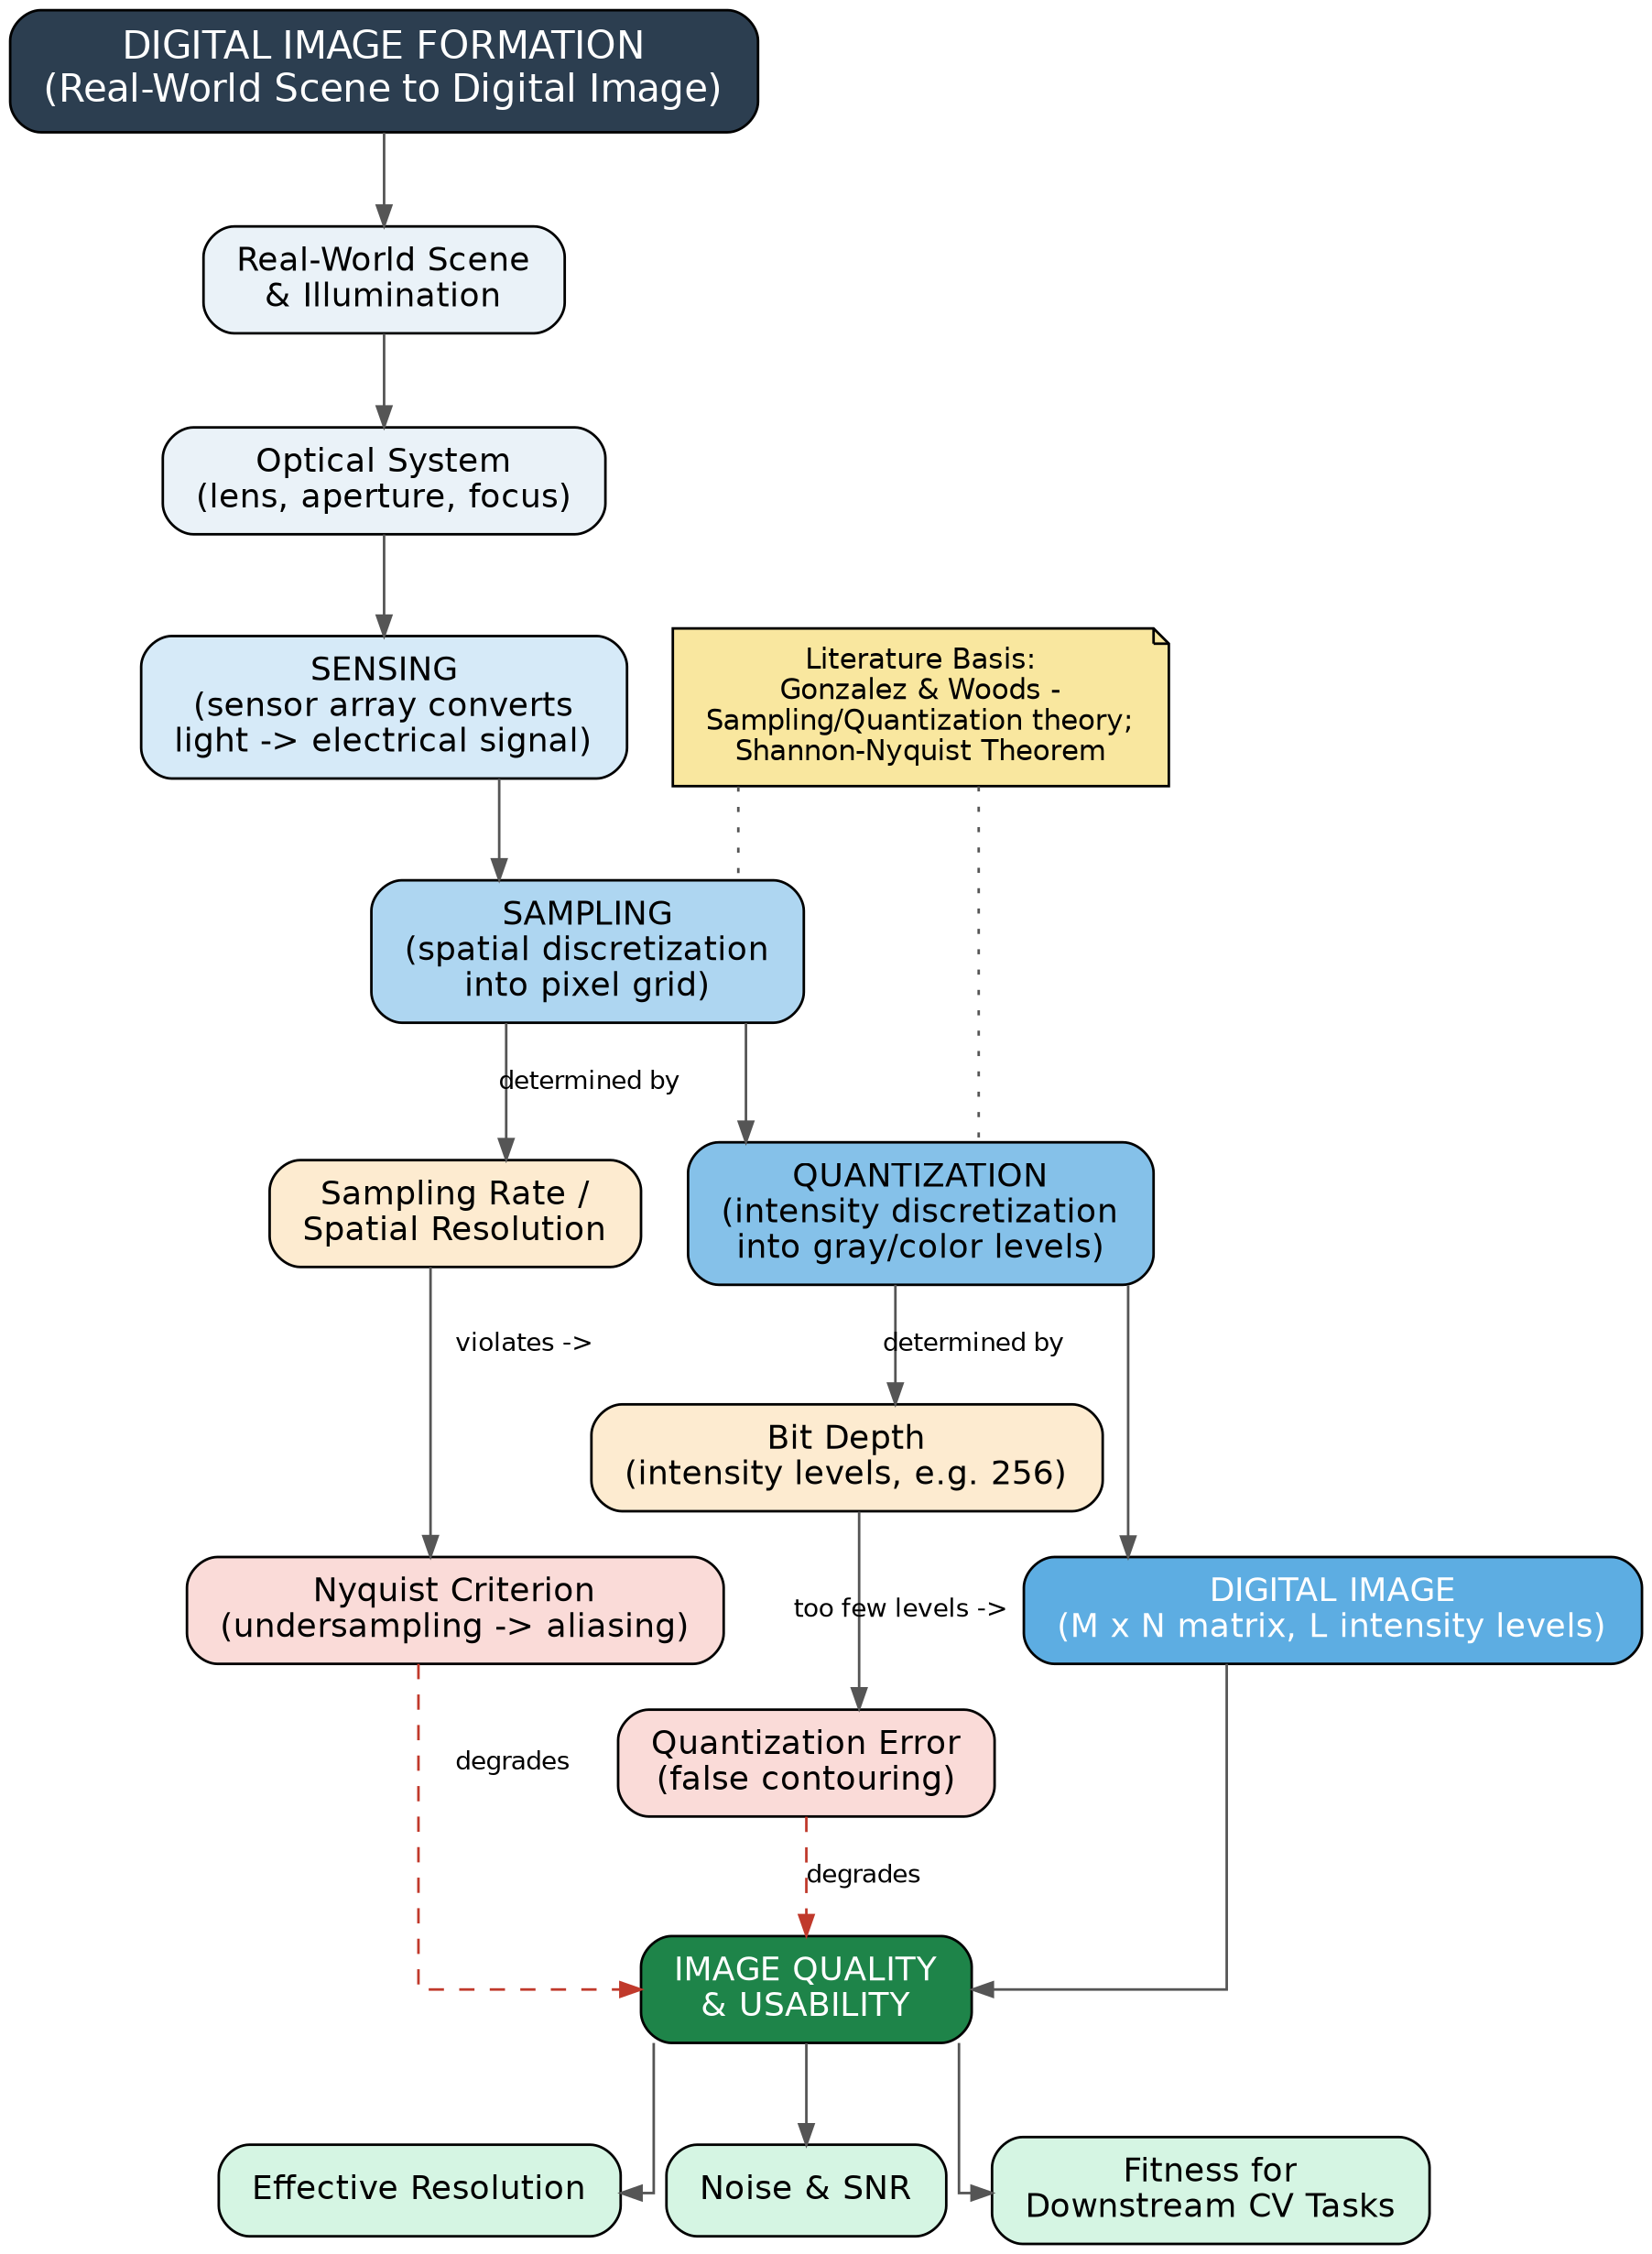 DIGITAL IMAGE FORMATION
(Real-World Scene to Digital Image)
Real-World Scene
& Illumination
Optical System
(lens, aperture, focus)
SENSING
(sensor array converts
light -> electrical signal)
Literature Basis:
Gonzalez & Woods -
Sampling/Quantization theory;
Shannon-Nyquist Theorem
SAMPLING
(spatial discretization
into pixel grid)
determined by
Sampling Rate /
Spatial Resolution
QUANTIZATION
(intensity discretization
into gray/color levels)
violates ->
determined by
Bit Depth
(intensity levels, e.g. 256)
Nyquist Criterion
(undersampling -> aliasing)
too few levels ->
DIGITAL IMAGE
(M x N matrix, L intensity levels)
degrades
Quantization Error
(false contouring)
degrades
IMAGE QUALITY
& USABILITY
Effective Resolution
Noise & SNR
Fitness for
Downstream CV Tasks